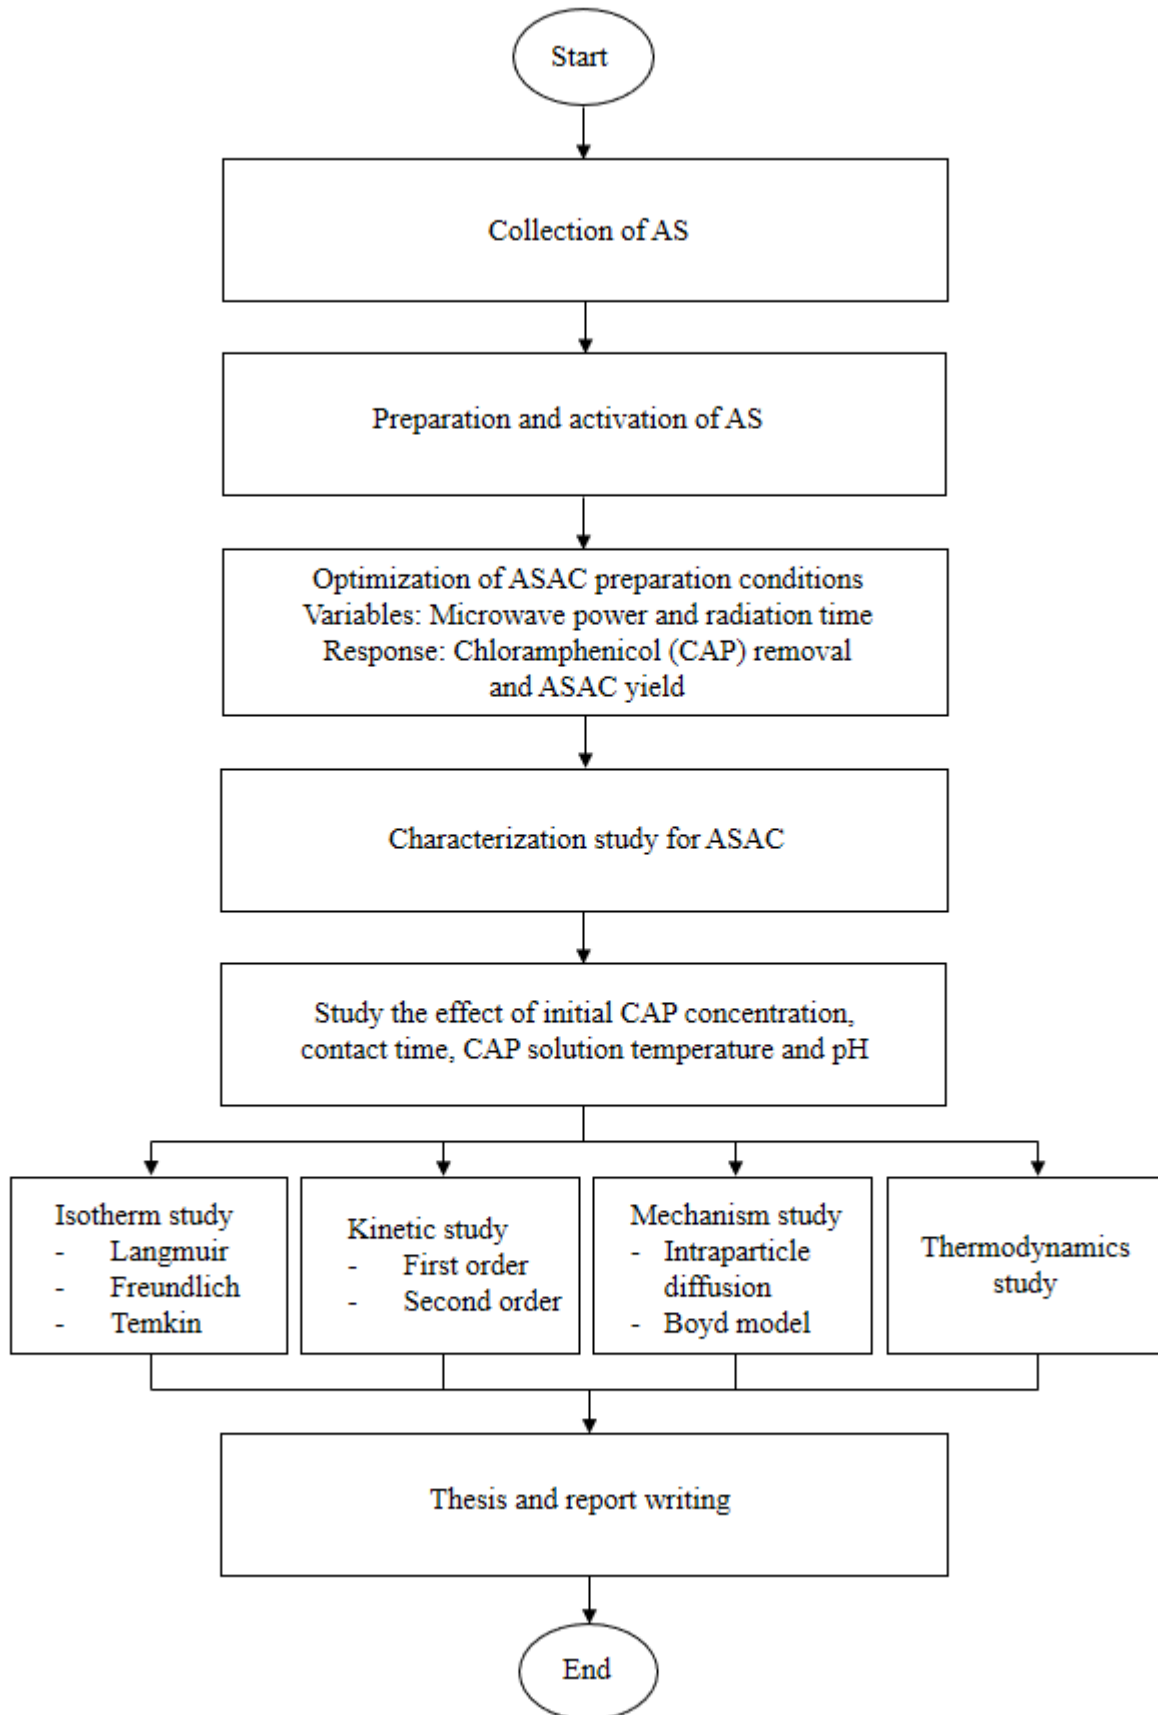 Start
Collection of AS
Preparation and activation of AS
Optimization of ASAC preparation conditions
Variables: Microwave power and radiation time
Response: Chloramphenicol (CAP) removal
and ASAC yield
Characterization study for ASAC
Study the effect of initial CAP concentration,
contact time, CAP solution temperature and pH
Isotherm study
- Langmuir
- Freundlich
- Temkin
Kinetic study
- First order
- Second order
Mechanism study
- Intraparticle
diffusion
- Boyd model
Thermodynamics
study
Thesis and report writing
End